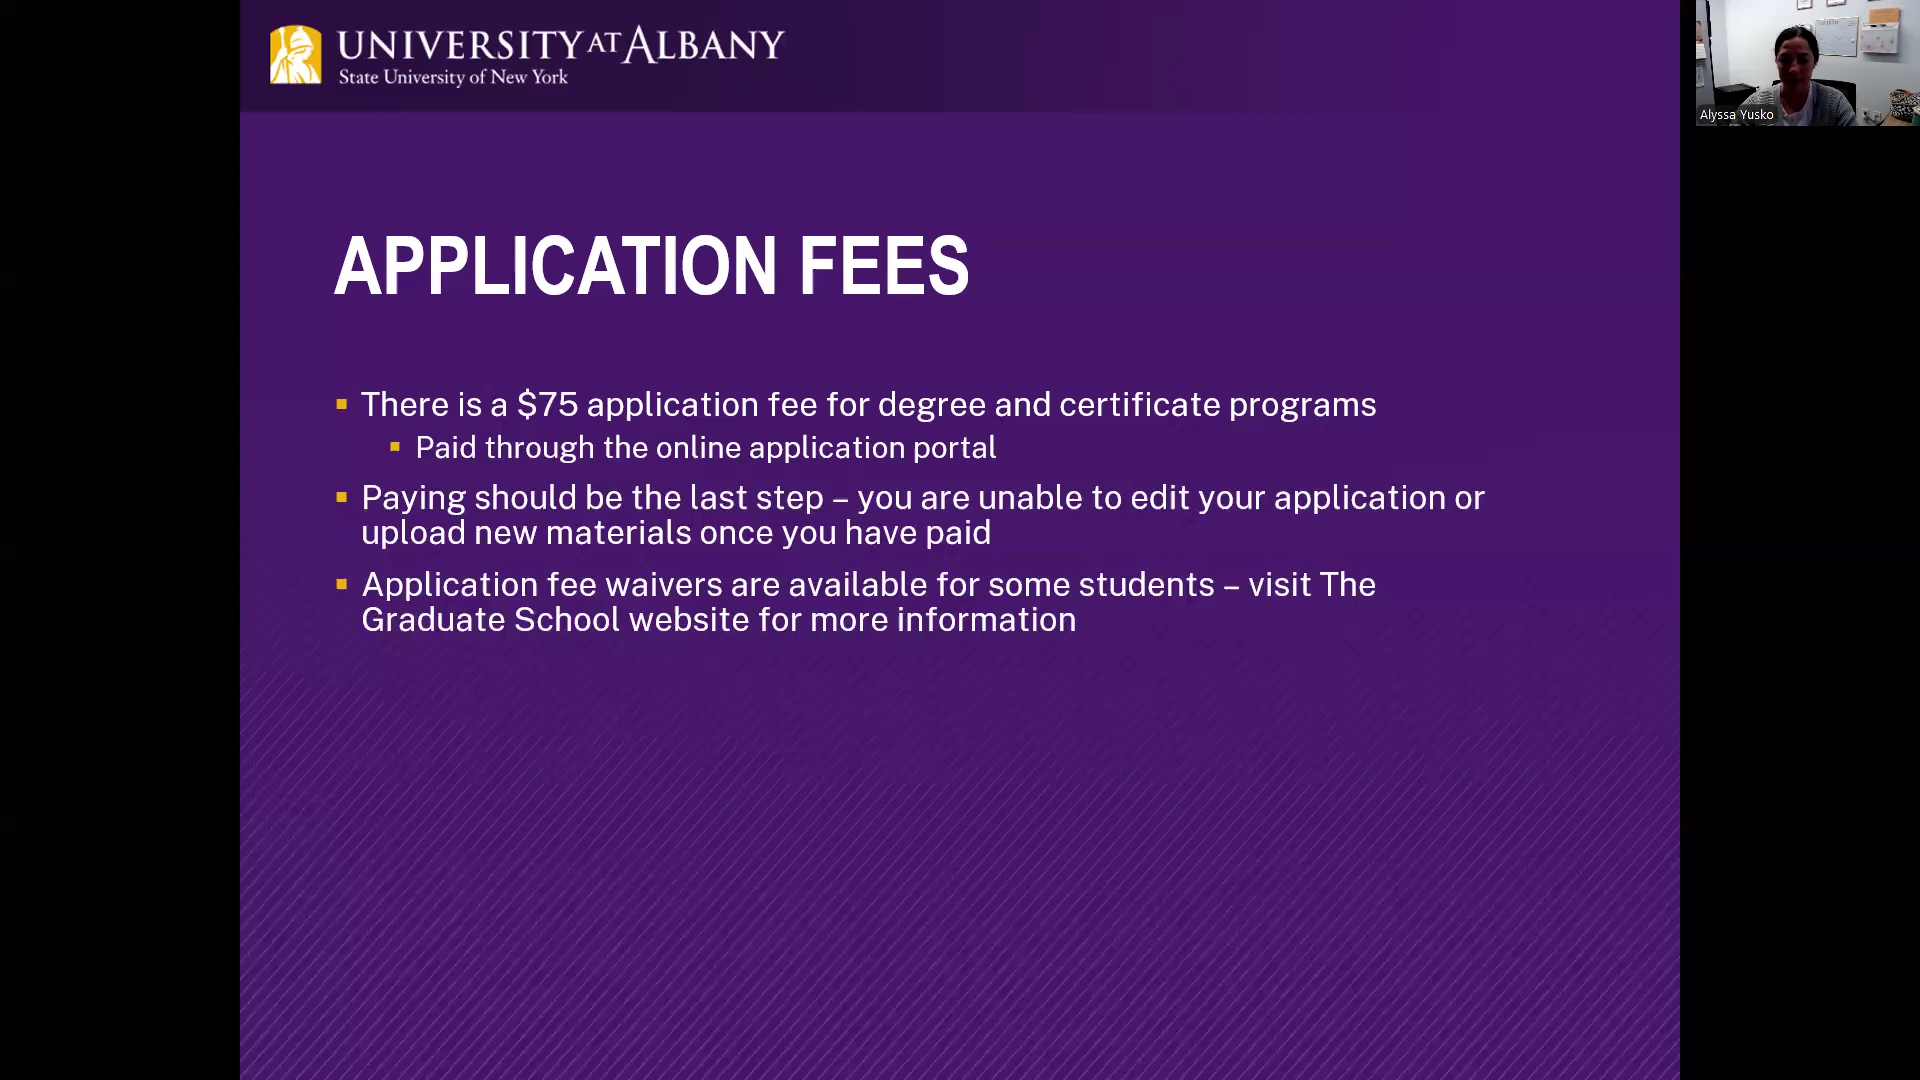 UNIVERSITY AT ALBANY
State University of New York
Alyssa Yusko
APPLICATION FEES
There is a $75 application fee for degree and certificate programs
Paid through the online application portal
Paying should be the last step – you are unable to edit your application or
upload new materials once you have paid
Application fee waivers are available for some students – visit The
Graduate School website for more information